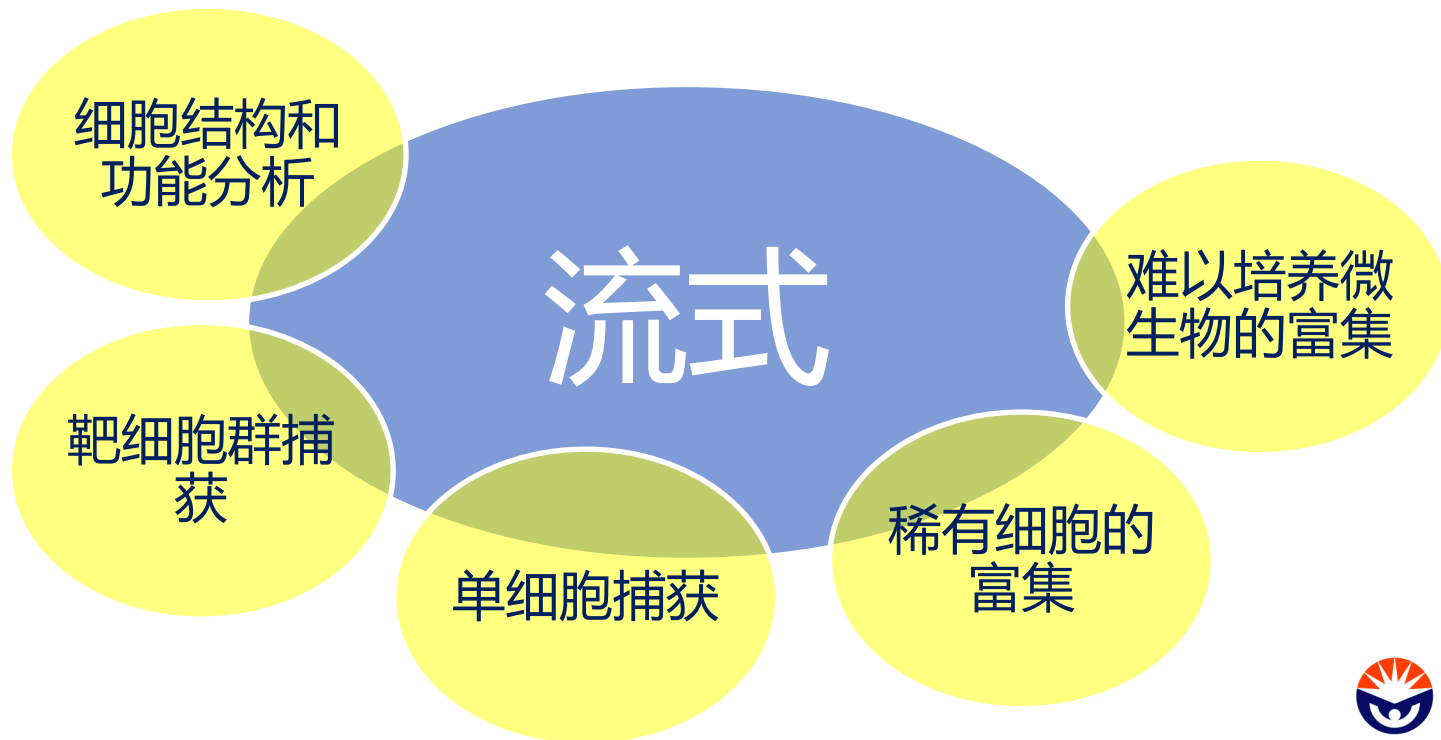 细胞结构和
功能分析
流式
难以培养微
生物的富集
靶细胞群捕
获
单细胞捕获
稀有细胞的
富集